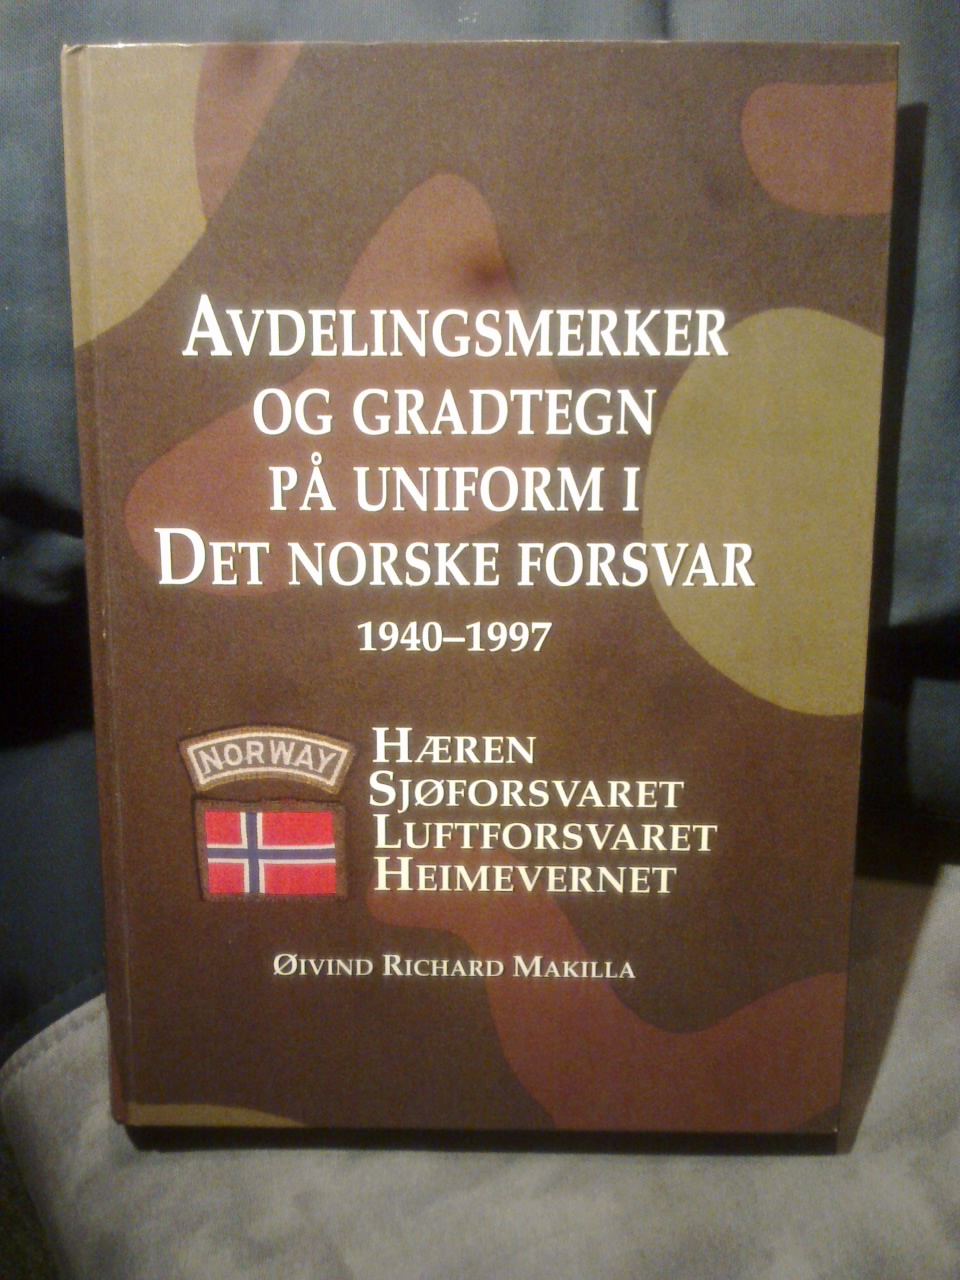 AVDELINGSMERKER
OG GRADTEGN
PÅ UNIFORM I
DET NORSKE FORSVAR
1940–1997
NORWAY
HÆREN
SJØFORSVARET
LUFTFORSVARET
HEIMEVERNET
ØIVIND RICHARD MAKILLA